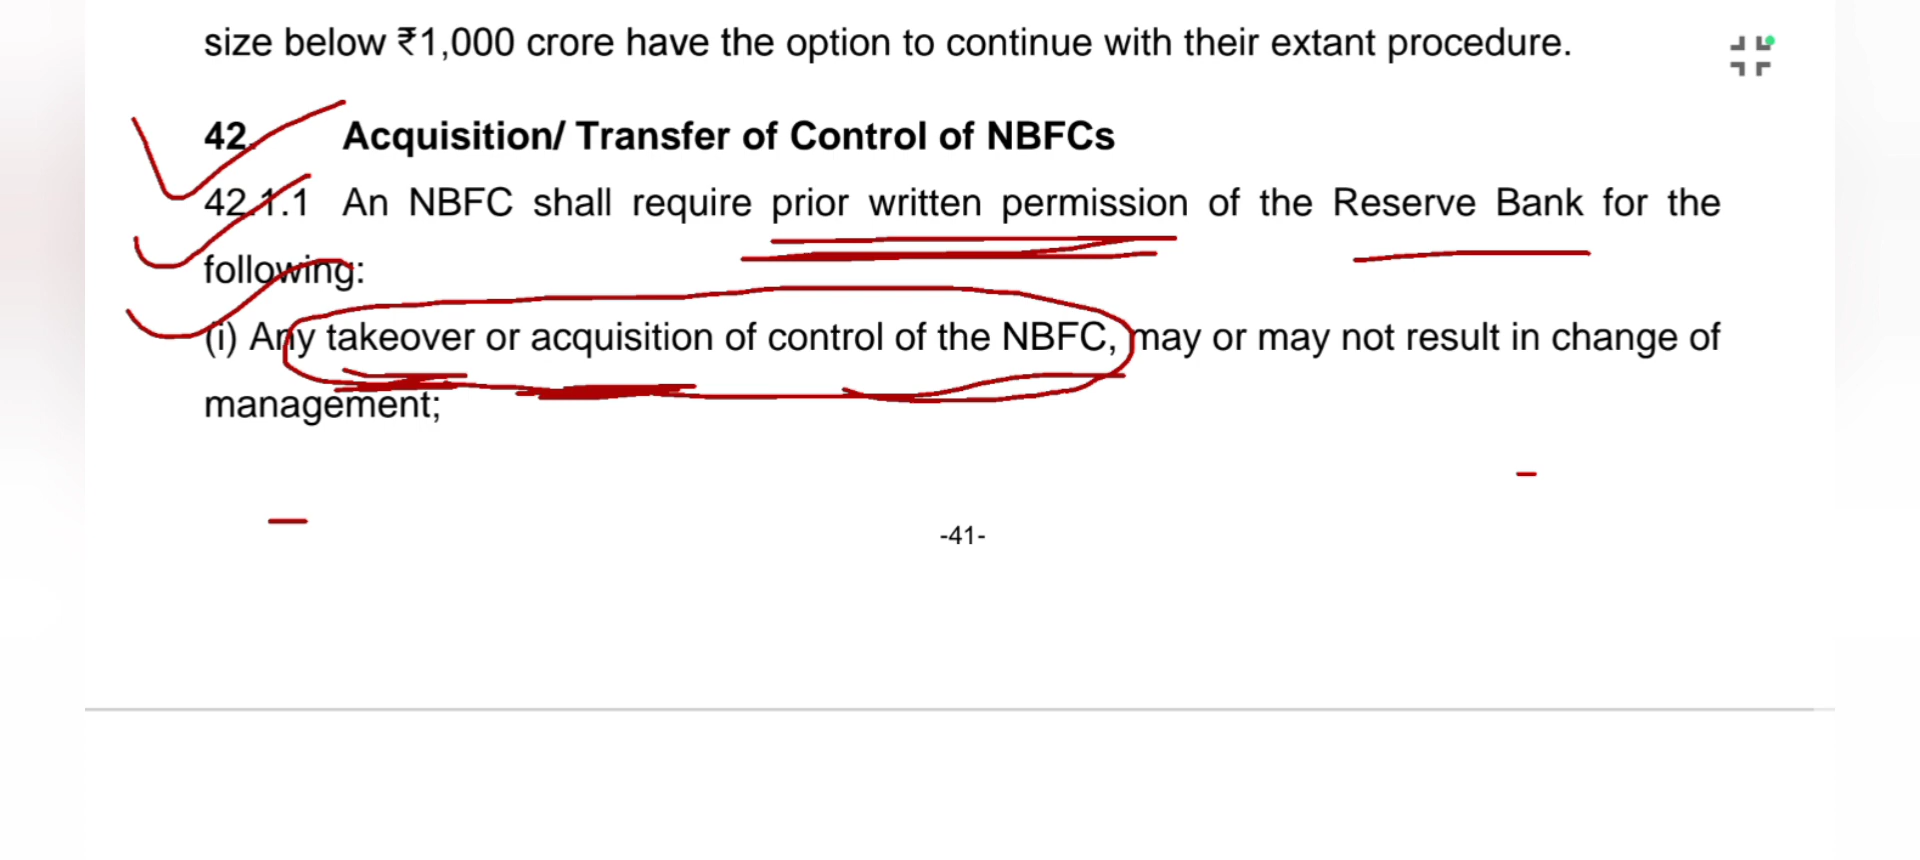 size below ₹1,000 crore have the option to continue with their extant procedure.
42. Acquisition/ Transfer of Control of NBFCs
42.1.1 An NBFC shall require prior written permission of the Reserve Bank for the
following:
(i) Any takeover or acquisition of control of the NBFC, may or may not result in change of
management;
-41-